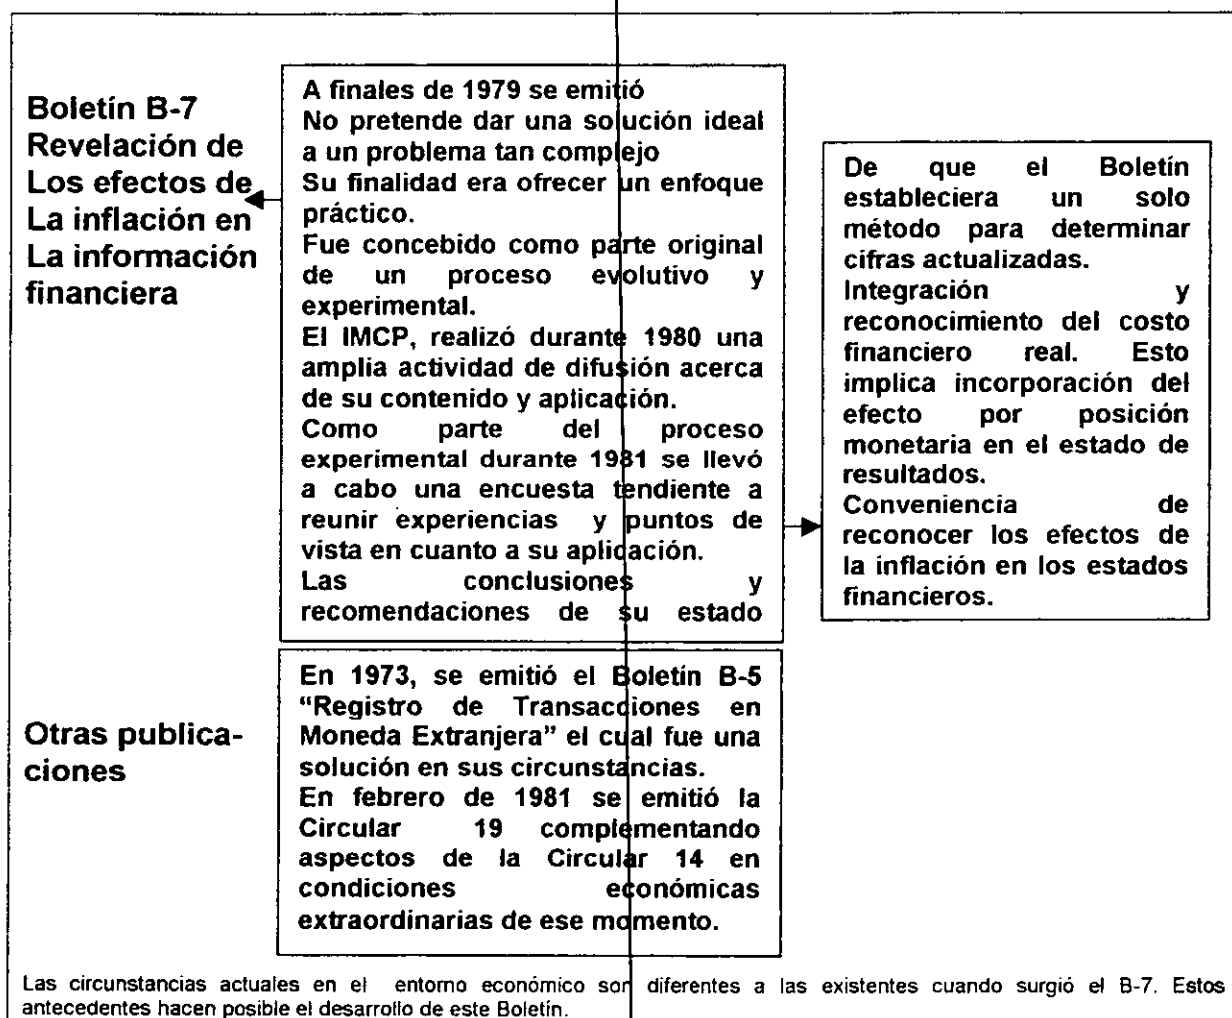 Boletín B-7
Revelación de
Los efectos de
La inflación en
La información
financiera
A finales de 1979 se emitió
No pretende dar una solución ideal
a un problema tan complejo
Su finalidad era ofrecer un enfoque
práctico.
Fue concebido como parte original
de un proceso evolutivo y
experimental.
El IMCP, realizó durante 1980 una
amplia actividad de difusión acerca
de su contenido y aplicación.
Como parte del proceso
experimental durante 1981 se llevó
a cabo una encuesta tendiente a
reunir experiencias y puntos de
vista en cuanto a su aplicación.
Las conclusiones y
recomendaciones de su estado
De que el Boletín
estableciera un solo
método para determinar
cifras actualizadas.
Integración y
reconocimiento del costo
financiero real. Esto
implica incorporación del
efecto por posición
monetaria en el estado de
resultados.
Conveniencia de
reconocer los efectos de
la inflación en los estados
financieros.
Otras publica-
ciones
En 1973, se emitió el Boletín B-5
“Registro de Transacciones en
Moneda Extranjera” el cual fue una
solución en sus circunstancias.
En febrero de 1981 se emitió la
Circular 19 complementando
aspectos de la Circular 14 en
condiciones económicas
extraordinarias de ese momento.
Las circunstancias actuales en el entorno económico son diferentes a las existentes cuando surgió el B-7. Estos
antecedentes hacen posible el desarrollo de este Boletín.